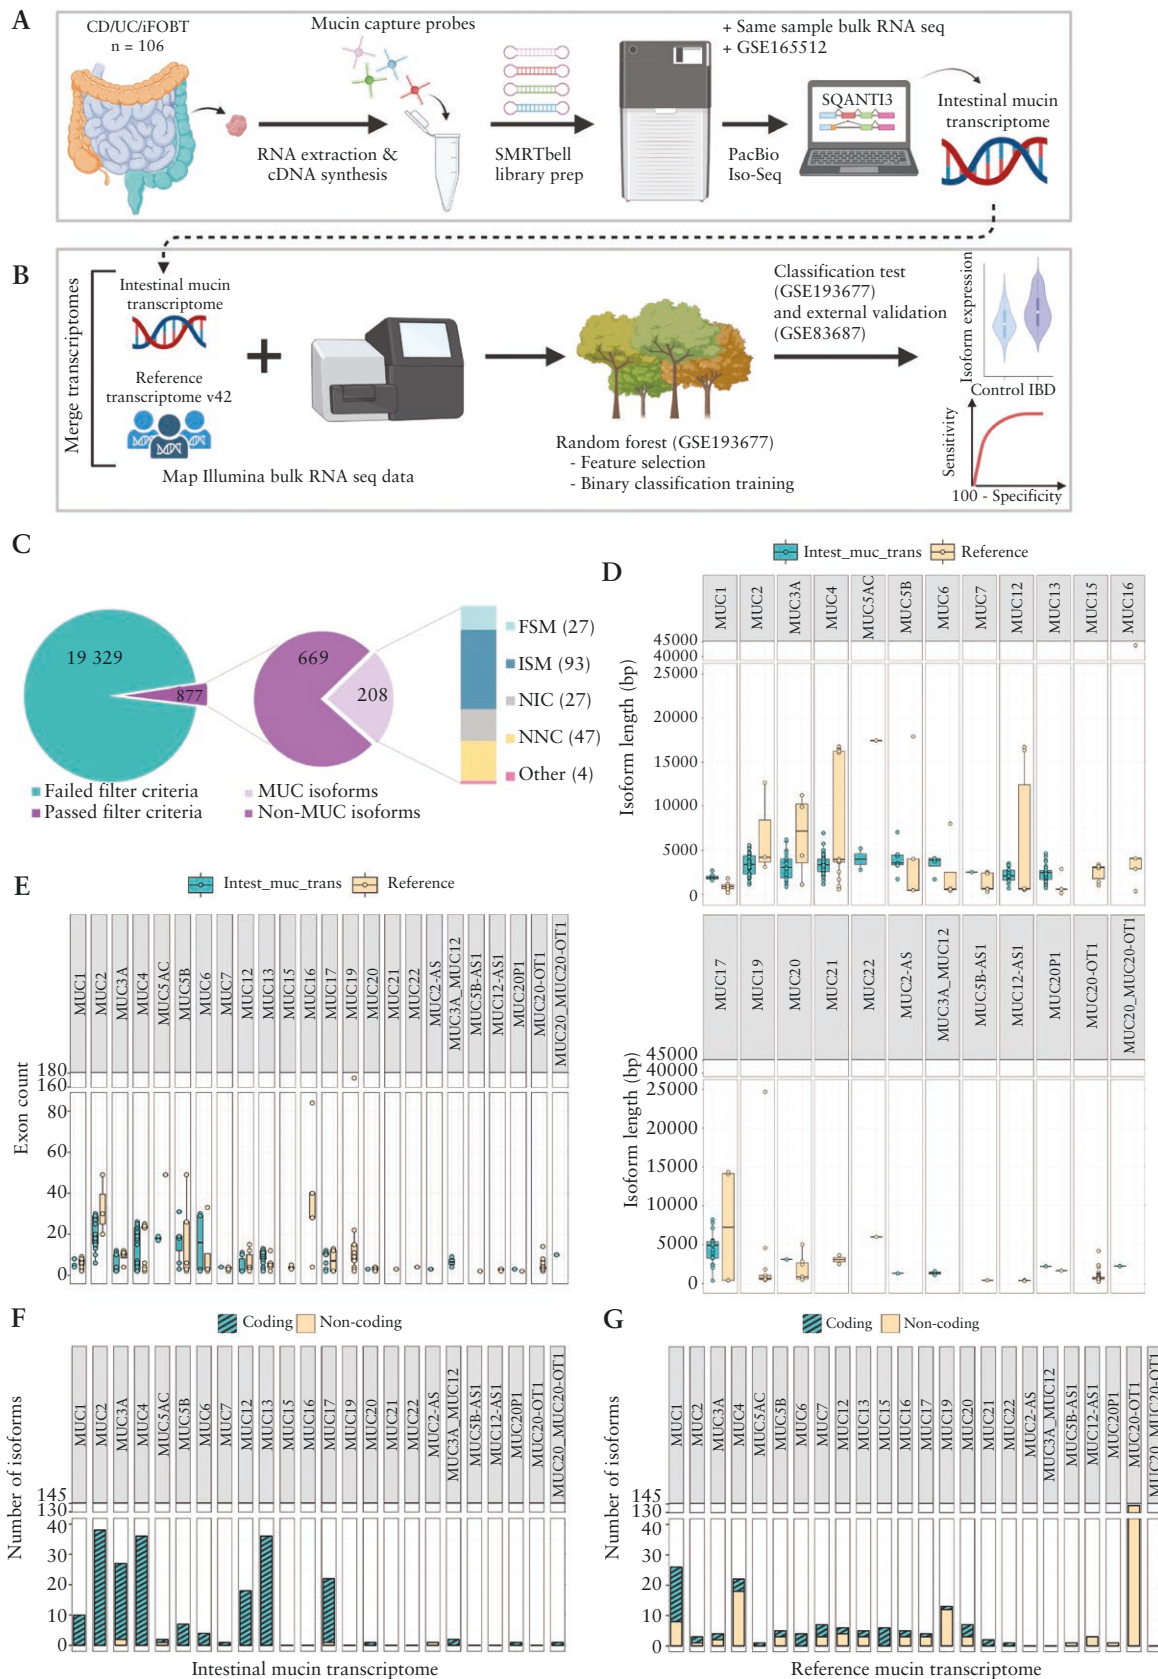 A
CD/UC/iFOBT
n = 106
Mucin capture probes
+ Same sample bulk RNA seq
+ GSE165512
SQANTI3
Intestinal mucin
transcriptome
RNA extraction &
cDNA synthesis
SMRTbell
library prep
PacBio
Iso-Seq
B
Merge transcriptomes
Intestinal mucin
transcriptome
Reference
transcriptome v42
Map Illumina bulk RNA seq data
Random forest (GSE193677)
- Feature selection
- Binary classification training
Classification test
(GSE193677)
and external validation
(GSE83687)
Isoform expression
Control IBD
Sensitivity
100 - Specificity
C
19 329
877
669
208
FSM (27)
ISM (93)
NIC (27)
NNC (47)
Other (4)
Failed filter criteria
Passed filter criteria
MUC isoforms
Non-MUC isoforms
D
Intest_muc_trans
Reference
MUC1
MUC2
MUC3A
MUC4
MUC5AC
MUC5B
MUC6
MUC7
MUC12
MUC13
MUC15
MUC16
Isoform length (bp)
45000
40000
25000
20000
15000
10000
5000
0
MUC17
MUC19
MUC20
MUC21
MUC22
MUC2-AS
MUC3A_MUC12
MUC5B-AS1
MUC12-AS1
MUC20P1
MUC20-OT1
MUC20_MUC20-OT1
Isoform length (bp)
45000
40000
25000
20000
15000
10000
5000
0
E
Intest_muc_trans
Reference
MUC1
MUC2
MUC3A
MUC4
MUC5AC
MUC5B
MUC6
MUC7
MUC12
MUC13
MUC15
MUC16
MUC17
MUC19
MUC20
MUC21
MUC22
MUC2-AS
MUC3A_MUC12
MUC5B-AS1
MUC12-AS1
MUC20P1
MUC20-OT1
MUC20_MUC20-OT1
Exon count
180
160
80
60
40
20
0
F
Coding
Non-coding
MUC1
MUC2
MUC3A
MUC4
MUC5AC
MUC5B
MUC6
MUC7
MUC12
MUC13
MUC15
MUC16
MUC17
MUC19
MUC20
MUC21
MUC22
MUC2-AS
MUC3A_MUC12
MUC5B-AS1
MUC12-AS1
MUC20P1
MUC20-OT1
MUC20_MUC20-OT1
Number of isoforms
145
130
40
30
20
10
0
Intestinal mucin transcriptome
G
Coding
Non-coding
MUC1
MUC2
MUC3A
MUC4
MUC5AC
MUC5B
MUC6
MUC7
MUC12
MUC13
MUC15
MUC16
MUC17
MUC19
MUC20
MUC21
MUC22
MUC2-AS
MUC3A_MUC12
MUC5B-AS1
MUC12-AS1
MUC20P1
MUC20-OT1
MUC20_MUC20-OT1
Number of isoforms
145
130
40
30
20
10
0
Reference mucin transcriptome